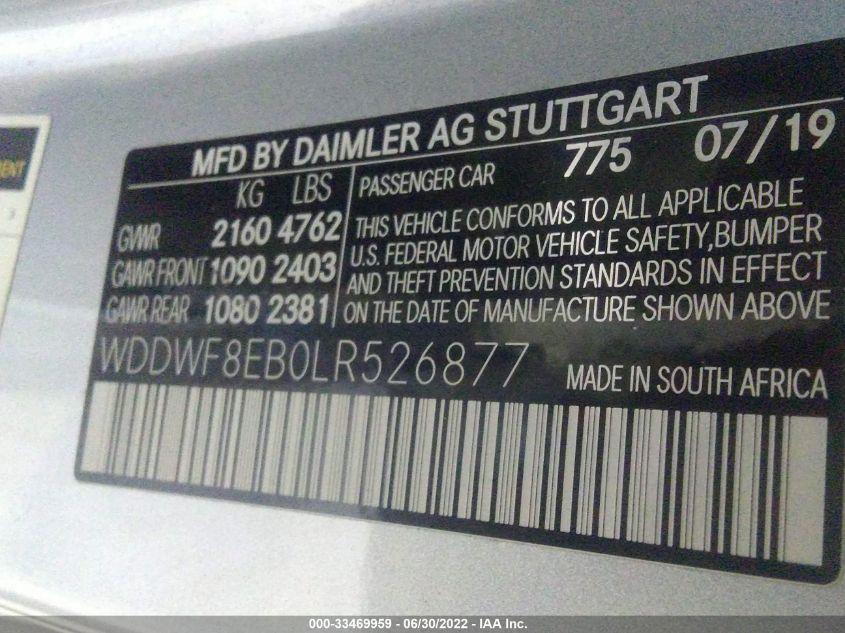 MENT
MFD BY DAIMLER AG STUTTGART
KG LBS
GVWR 2160 4762
GAWR FRONT 1090 2403
GAWR REAR 1080 2381
PASSENGER CAR 775 07/19
THIS VEHICLE CONFORMS TO ALL APPLICABLE
U.S. FEDERAL MOTOR VEHICLE SAFETY,BUMPER
AND THEFT PREVENTION STANDARDS IN EFFECT
ON THE DATE OF MANUFACTURE SHOWN ABOVE
WDDWF8EB0LR526877
MADE IN SOUTH AFRICA
000-33469959 - 06/30/2022 - IAA Inc.